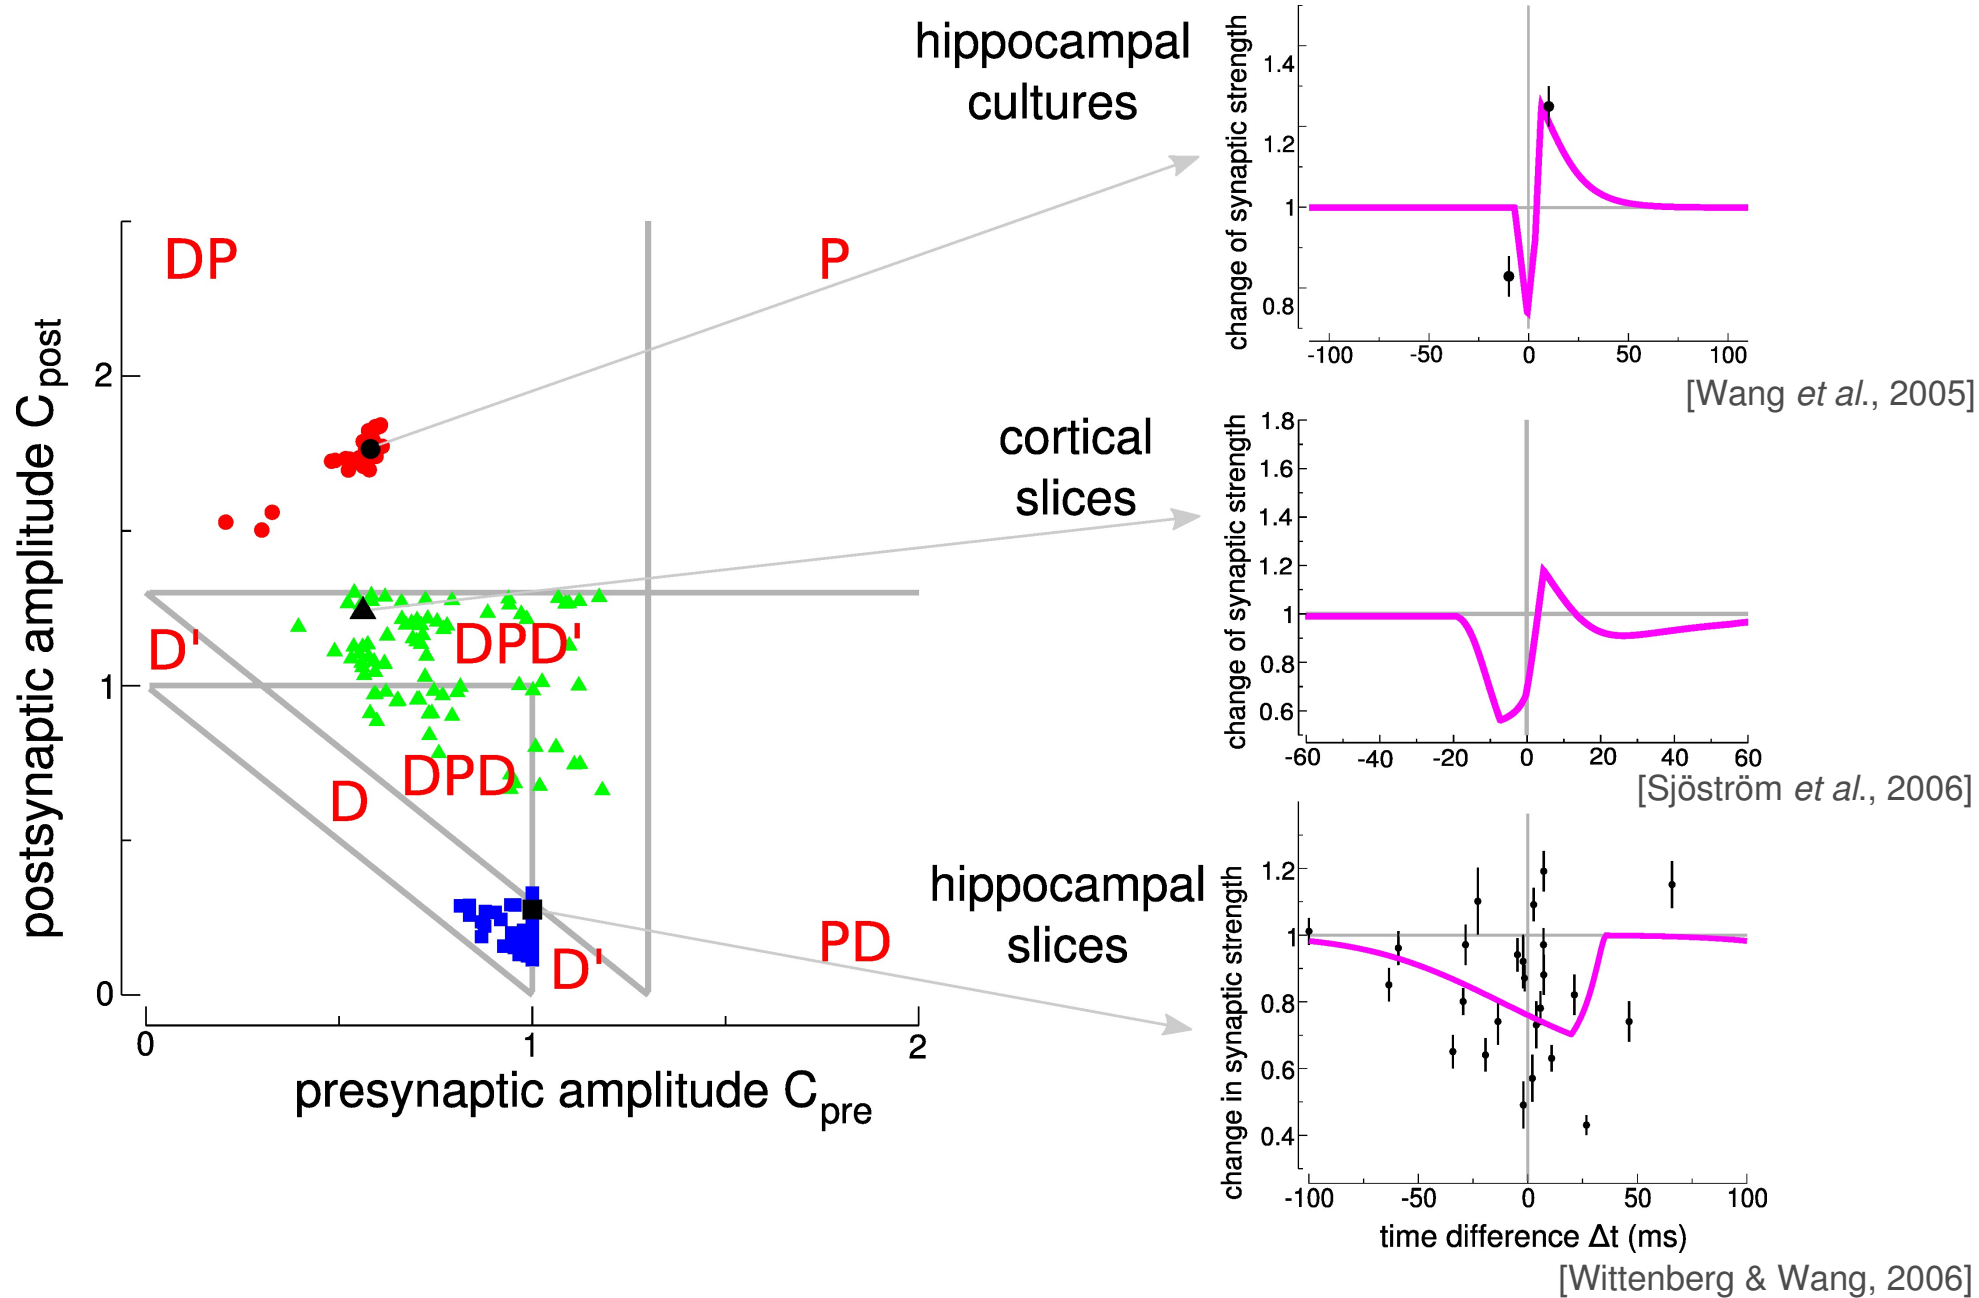 DP
P
D'
DPD'
D
DPD
D'
PD
2
1
0
postsynaptic amplitude C post
0
1
2
presynaptic amplitude C pre
hippocampal
cultures
cortical
slices
hippocampal
slices
change of synaptic strength
1.4
1.2
1
0.8
-100 -50 0 50 100
[Wang et al., 2005]
change of synaptic strength
1.8
1.6
1.4
1.2
1
0.8
0.6
-60 -40 -20 0 20 40 60
[Sjöström et al., 2006]
change in synaptic strength
1.2
1
0.8
0.6
0.4
-100 -50 0 50 100
time difference Δt (ms)
[Wittenberg & Wang, 2006]